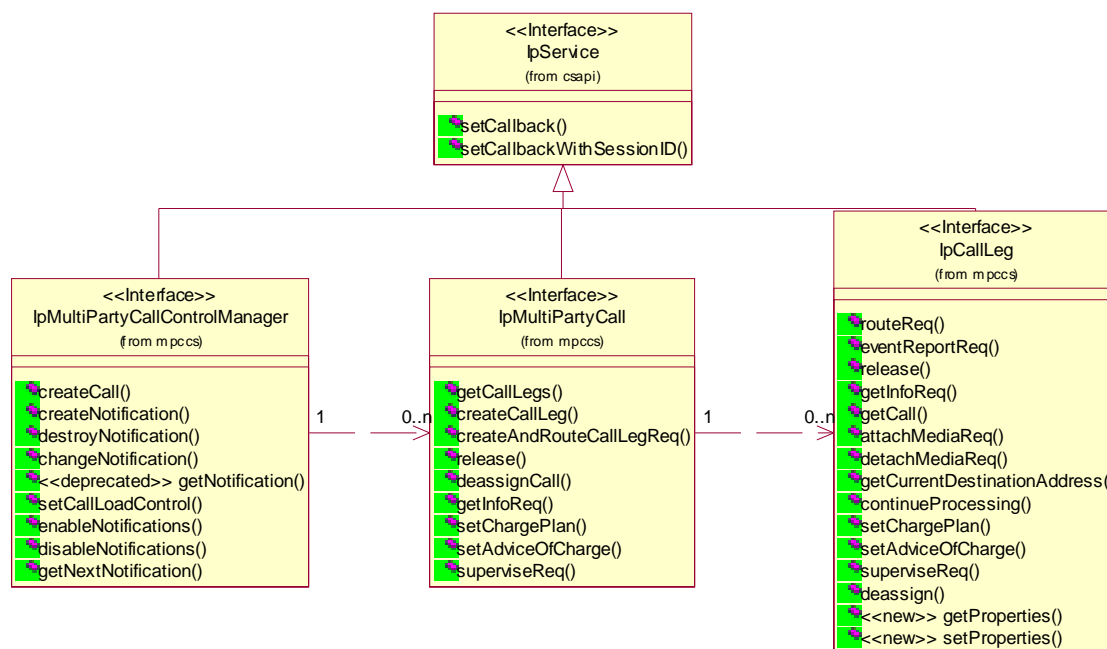 <<Interface>>
IpService
(from csapi)
setCallback()
setCallbackWithSessionID()
<<Interface>>
IpMultiPartyCallControlManager
(from mpccs)
createCall()
createNotification()
destroyNotification()
changeNotification()
<<deprecated>> getNotification()
setCallLoadControl()
enableNotifications()
disableNotifications()
getNextNotification()
1
0..n
<<Interface>>
IpMultiPartyCall
(from mpccs)
getCallLegs()
createCallLeg()
createAndRouteCallLegReq()
release()
deassignCall()
getInfoReq()
setChargePlan()
setAdviceOfCharge()
superviseReq()
1
0..n
<<Interface>>
IpCallLeg
(from mpccs)
routeReq()
eventReportReq()
release()
getInfoReq()
getCall()
attachMediaReq()
detachMediaReq()
getCurrentDestinationAddress()
continueProcessing()
setChargePlan()
setAdviceOfCharge()
superviseReq()
deassign()
<<new>> getProperties()
<<new>> setProperties()